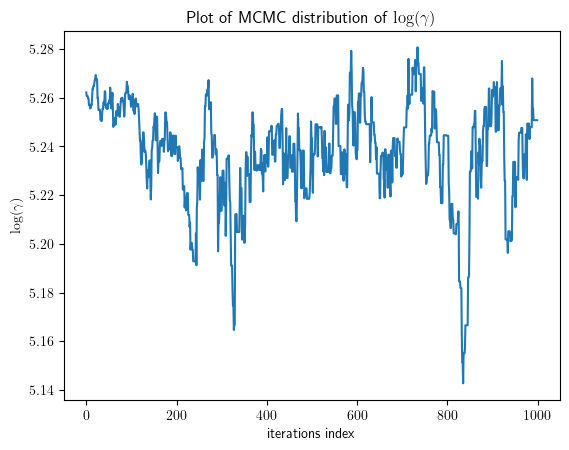 Plot of MCMC distribution of log(γ)
5.28
5.26
5.24
5.22
5.20
5.18
5.16
5.14
log(γ)
0 200 400 600 800 1000
iterations index